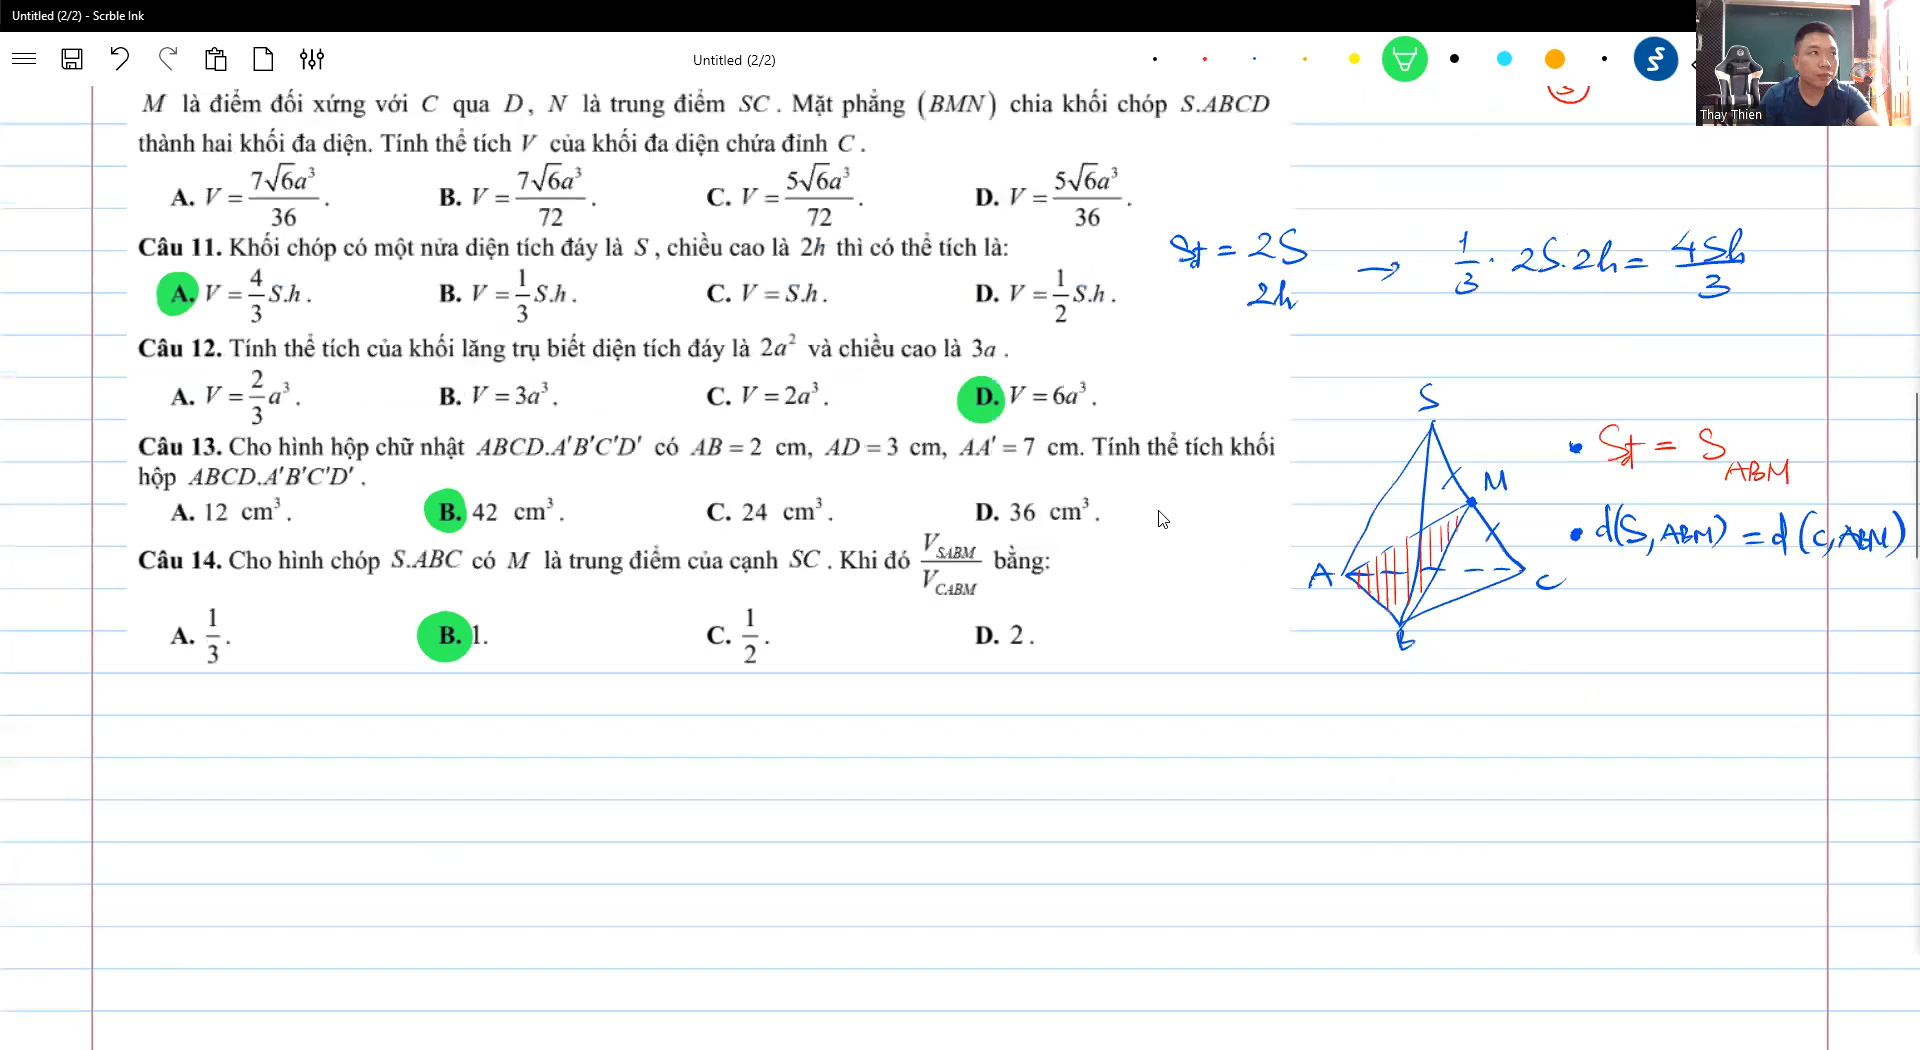 Untitled (2/2) - Scrble Ink
Untitled (2/2)
Thay Thien
M là điểm đối xứng với C qua D, N là trung điểm SC. Mặt phẳng (BMN) chia khối chóp S.ABCD
thành hai khối đa diện. Tính thể tích V của khối đa diện chứa đỉnh C.
A. V = 7√6a³/36. B. V = 7√6a³/72. C. V = 5√6a³/72. D. V = 5√6a³/36.
Câu 11. Khối chóp có một nửa diện tích đáy là S, chiều cao là 2h thì có thể tích là:
A. V = 4/3 S.h. B. V = 1/3 S.h. C. V = S.h. D. V = 1/2 S.h.
Sđ = 2S → 1/3 . 2S.2h = 4Sh/3
2h
Câu 12. Tính thể tích của khối lăng trụ biết diện tích đáy là 2a² và chiều cao là 3a.
A. V = 2/3 a³. B. V = 3a³. C. V = 2a³. D. V = 6a³.
Câu 13. Cho hình hộp chữ nhật ABCD.A'B'C'D' có AB = 2 cm, AD = 3 cm, AA' = 7 cm. Tính thể tích khối
hộp ABCD.A'B'C'D'.
A. 12 cm³. B. 42 cm³. C. 24 cm³. D. 36 cm³.
Câu 14. Cho hình chóp S.ABC có M là trung điểm của cạnh SC. Khi đó V_SABM/V_CABM bằng:
A. 1/3. B. 1. C. 1/2. D. 2.
S
M
A
C
B
• Sđ = S_ABM
• d(S, ABM) = d(C, ABM)